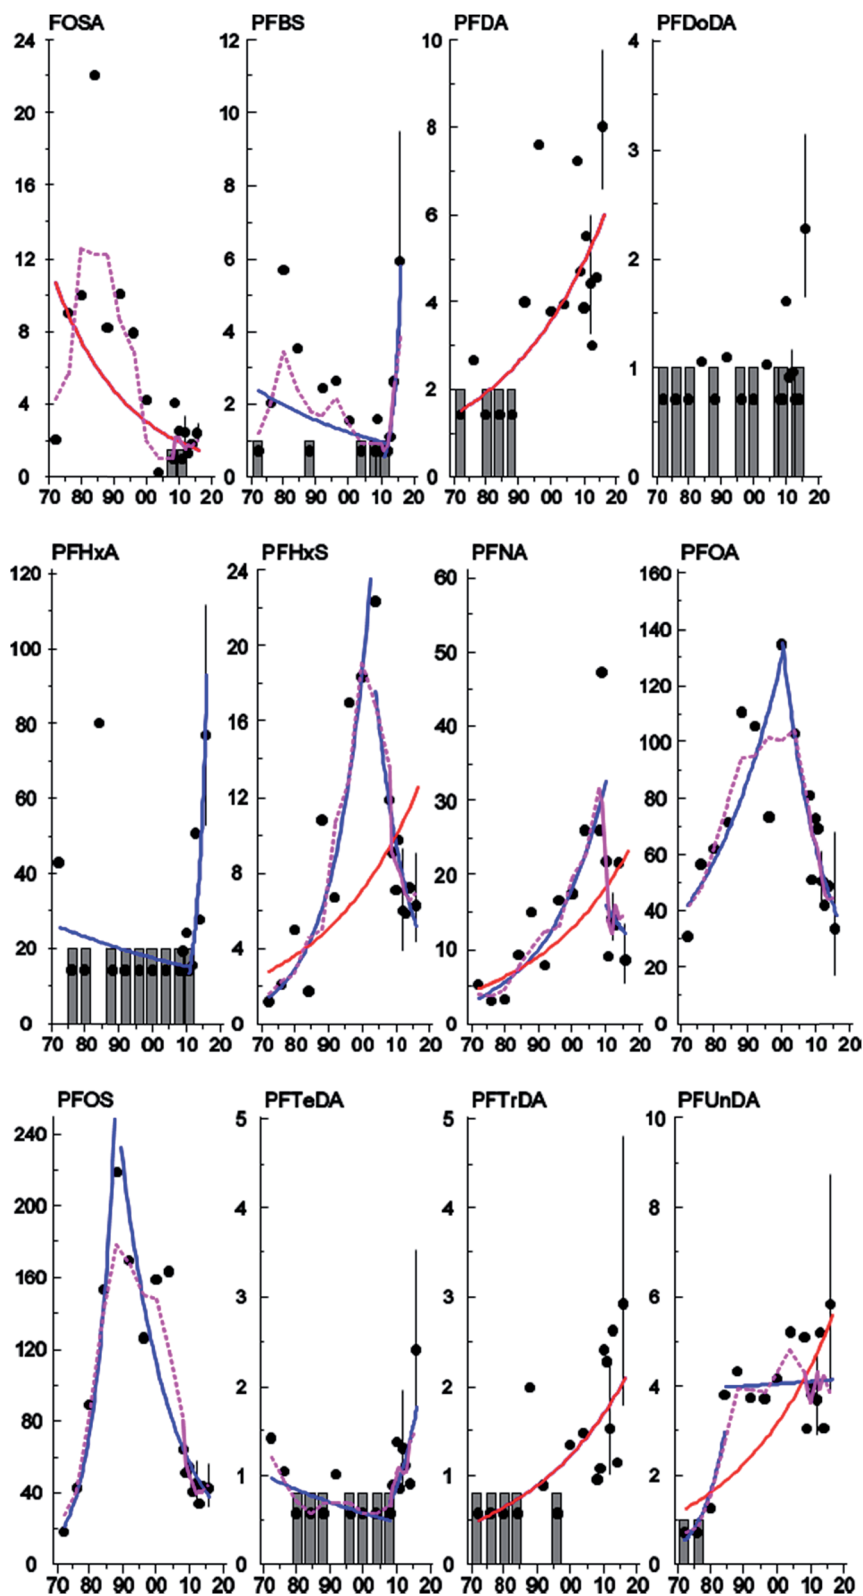 FOSA PFBS PFDA PFDoDA
24 12 10 4
20 10 8 3
16 8 6 2
12 6 4 1
8 4 2 0
4 2 0
0 0
70 80 90 00 10 20 70 80 90 00 10 20 70 80 90 00 10 20 70 80 90 00 10 20
PFHxA PFHxS PFNA PFOA
120 24 60 160
100 20 50 140
80 16 40 120
60 12 30 100
40 8 20 80
20 4 10 60
0 0 0 40
20
0
70 80 90 00 10 20 70 80 90 00 10 20 70 80 90 00 10 20 70 80 90 00 10 20
PFOS PFTeDA PFTrDA PFUnDA
240 5 5 10
200 4 4 8
160 3 3 6
120 2 2 4
80 1 1 2
40 0 0 0
0
70 80 90 00 10 20 70 80 90 00 10 20 70 80 90 00 10 20 70 80 90 00 10 20